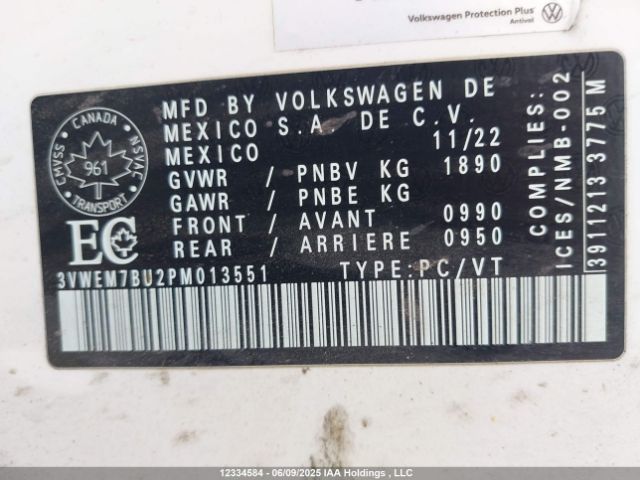 Volkswagen Protection Plus
Antivol
CANADA
CMVSS
NSVAC
961
TRANSPORT
EC
MFD BY VOLKSWAGEN DE
MEXICO S.A. DE C.V.
MEXICO 11/22
GVWR / PNBV KG 1890
GAWR / PNBE KG
FRONT / AVANT 0990
REAR / ARRIERE 0950
3VWEM7BU2PM013551 TYPE:PC/VT
COMPLIES:
ICES/NMB-002
3911213 3775 M
12334584 - 06/09/2025 IAA Holdings , LLC